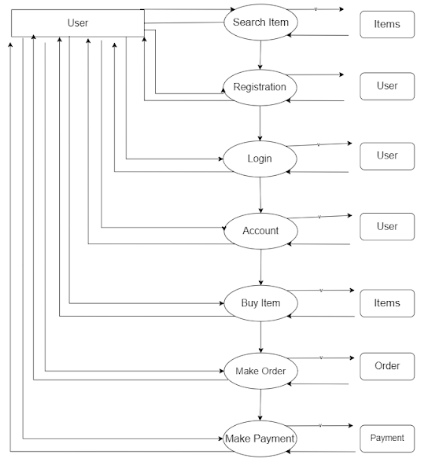 User
Search Item
Items
Registration
User
Login
User
Account
User
Buy Item
Items
Make Order
Order
Make Payment
Payment